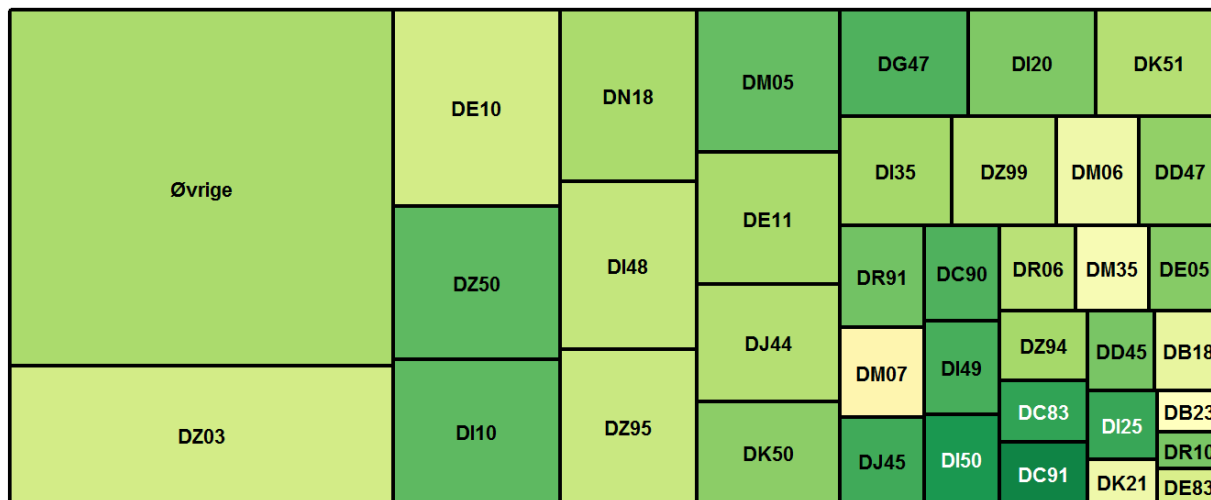 Øvrige
DZ03
DE10
DZ50
DI10
DN18
DI48
DZ95
DM05
DE11
DJ44
DK50
DG47
DI20
DK51
DI35
DZ99
DM06
DD47
DR91
DM07
DJ45
DC90
DI49
DI50
DR06
DM35
DE05
DZ94
DC83
DC91
DD45
DB18
DI25
DK21
DB23
DR10
DE83